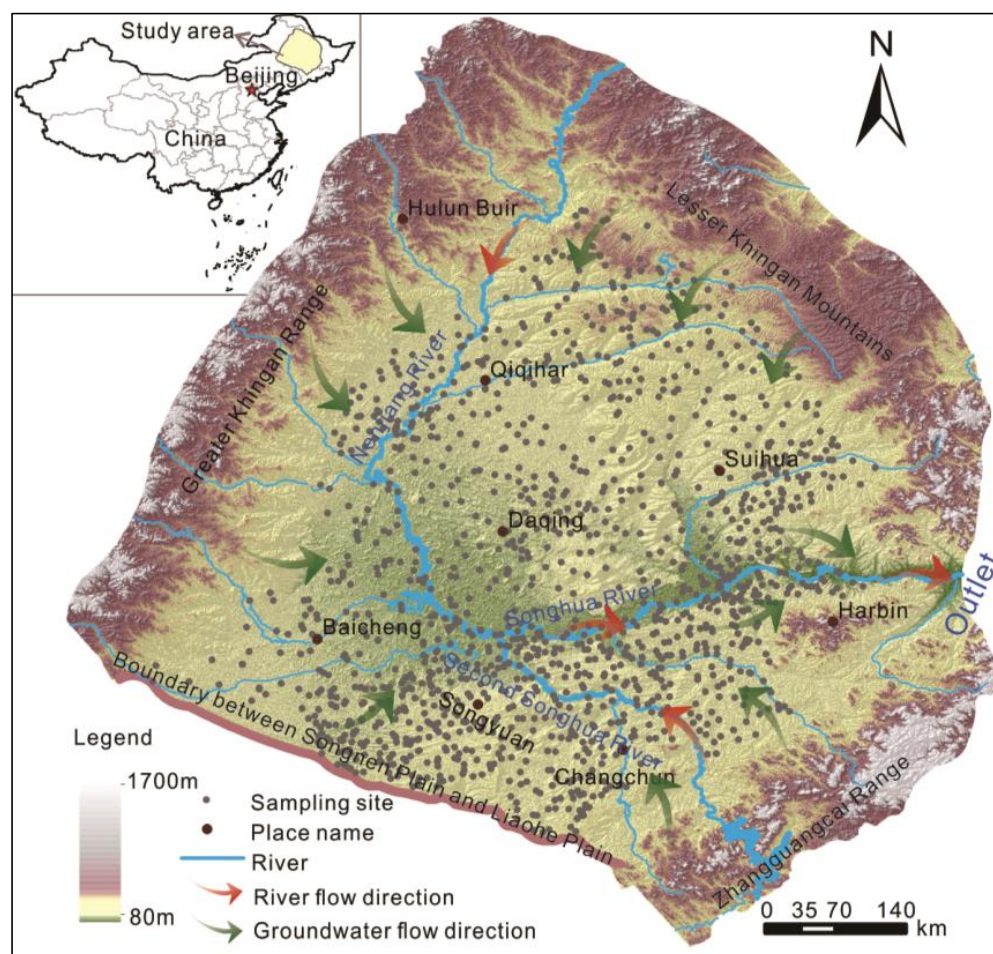 Study area
Beijing
China
N
Hulun Buir
Lesser Khingan Mountains
Greater Khingan Range
Nenjiang River
Qiqihar
Suihua
Daqing
Songhua River
Harbin
Outlet
Baicheng
Second Songhua River
Songyuan
Changchun
Boundary between Songnen Plain and Liaohe Plain
Zhangguangcai Range
Legend
1700m
80m
Sampling site
Place name
River
River flow direction
Groundwater flow direction
0 35 70 140
km